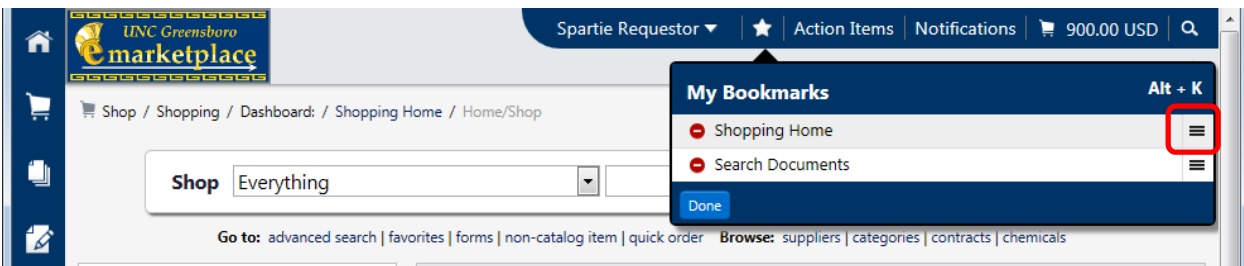 UNC Greensboro
emarketplace
Spartie Requestor
Action Items
Notifications
900.00 USD
My Bookmarks
Alt + K
Shopping Home
Search Documents
Done
Shop / Shopping / Dashboard: / Shopping Home / Home/Shop
Shop
Everything
Go to: advanced search | favorites | forms | non-catalog item | quick order Browse: suppliers | categories | contracts | chemicals